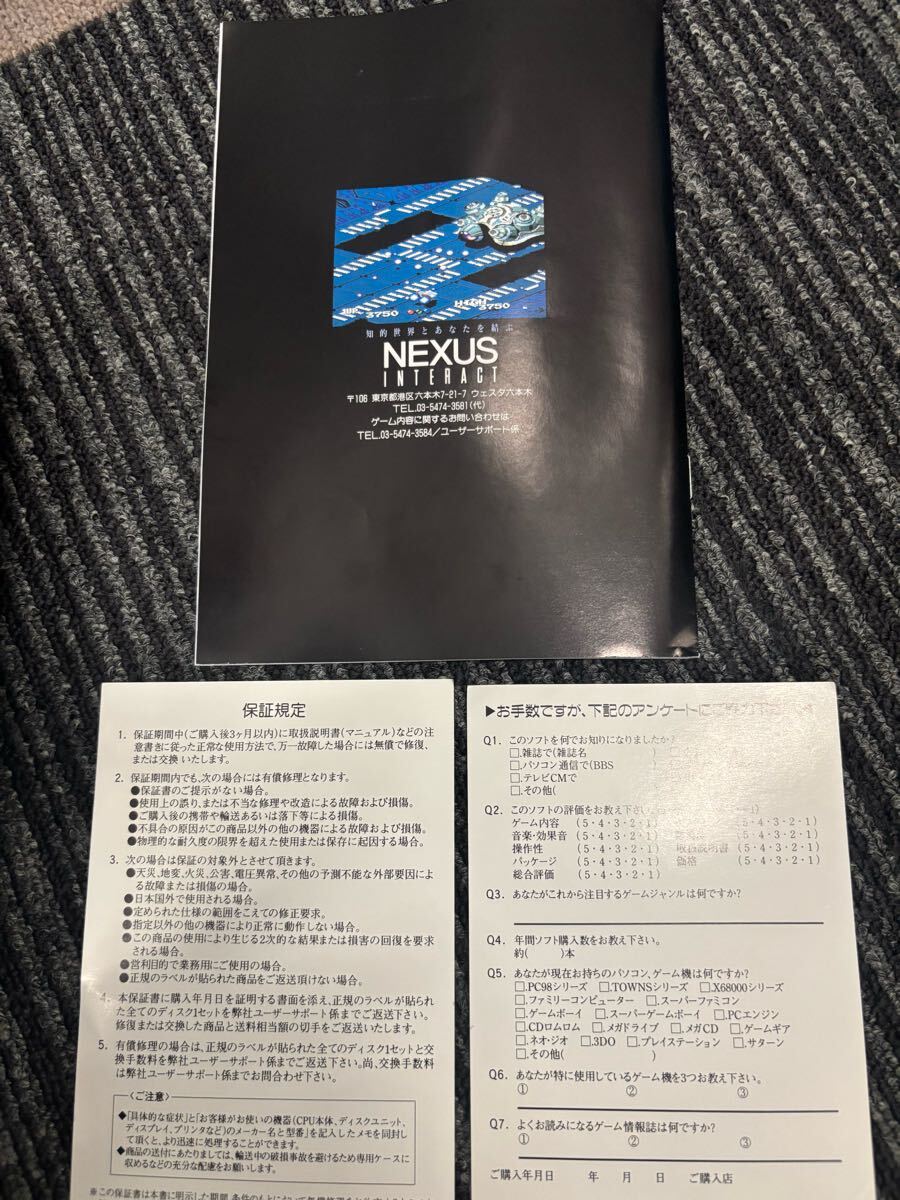 1UP 3750
HIGH 3750
知的世界とあなたを結ぶ
NEXUS
INTERACT
〒106 東京都港区六本木7-21-7 ウェスタ六本木
TEL.03-5474-3581(代)
ゲーム内容に関するお問い合わせは
TEL.03-5474-3584/ユーザーサポート係
保証規定
1. 保証期間中(ご購入後3ヶ月以内)に取扱説明書(マニュアル)などの注
意書きに従った正常な使用方法で、万一故障した場合には無償で修復、
または交換いたします。
2. 保証期間内でも、次の場合には有償修理となります。
●保証書のご提示がない場合。
●使用上の誤り、または不当な修理や改造による故障および損傷。
●ご購入後の携帯や輸送あるいは落下等による損傷。
●不具合の原因がこの商品以外の他の機器による故障および損傷。
●物理的な耐久度の限界を超えた使用または保存に起因する場合。
3. 次の場合は保証の対象外とさせて頂きます。
●天災、地変、火災、公害、電圧異常、その他の予測不能な外部要因によ
る故障または損傷の場合。
●日本国外で使用される場合。
●定められた仕様の範囲をこえての修正要求。
●指定以外の他の機器により正常に動作しない場合。
●この商品の使用により生じる2次的な結果または損害の回復を要求
される場合。
●営利目的で業務用にご使用の場合。
●正規のラベルが貼られた商品をご返送頂けない場合。
4. 本保証書に購入年月日を証明する書面を添え、正規のラベルが貼られ
た全てのディスク1セットを弊社ユーザーサポート係までご返送下さい。
修復または交換した商品と送料相当額の切手をご返送いたします。
5. 有償修理の場合は、正規のラベルが貼られた全てのディスク1セットと交
換手数料を弊社ユーザーサポート係までご返送下さい。尚、交換手数料
は弊社ユーザーサポート係までお問合わせ下さい。
〈ご注意〉
◆「具体的な症状」と「お客様がお使いの機器(CPU本体、ディスクユニット、
ディスプレイ、プリンタなど)のメーカー名と型番」を記入したメモを同封し
て頂くと、より迅速に処理することができます。
◆商品の送付にあたりましては、輸送中の破損事故を避けるため専用ケースに
収めるなどの充分な配慮をお願いします。
※この保証書は本書に明示した期間、条件のもとにおいて無償修理を
▶お手数ですが、下記のアンケートに
Q1. このソフトを何でお知りになりましたか?
□.雑誌で(雑誌名 )
□.パソコン通信で(BBS )
□.テレビCMで
□.その他(
Q2. このソフトの評価をお教え下さい。
ゲーム内容 (5・4・3・2・1) (5・4・3・2・1)
音楽・効果音 (5・4・3・2・1) (5・4・3・2・1)
操作性 (5・4・3・2・1) 取扱説明書 (5・4・3・2・1)
パッケージ (5・4・3・2・1) 価格 (5・4・3・2・1)
総合評価 (5・4・3・2・1)
Q3. あなたがこれから注目するゲームジャンルは何ですか?
Q4. 年間ソフト購入数をお教え下さい。
約( )本
Q5. あなたが現在お持ちのパソコン、ゲーム機は何ですか?
□.PC98シリーズ □.TOWNSシリーズ □.X68000シリーズ
□.ファミリーコンピューター □.スーパーファミコン
□.ゲームボーイ □.スーパーゲームボーイ □.PCエンジン
□.CDロムロム □.メガドライブ □.メガCD □.ゲームギア
□.ネオ・ジオ □.3DO □.プレイステーション □.サターン
□.その他( )
Q6. あなたが特に使用しているゲーム機を3つお教え下さい。
① ② ③
Q7. よくお読みになるゲーム情報誌は何ですか?
① ② ③
ご購入年月日 年 月 日 ご購入店